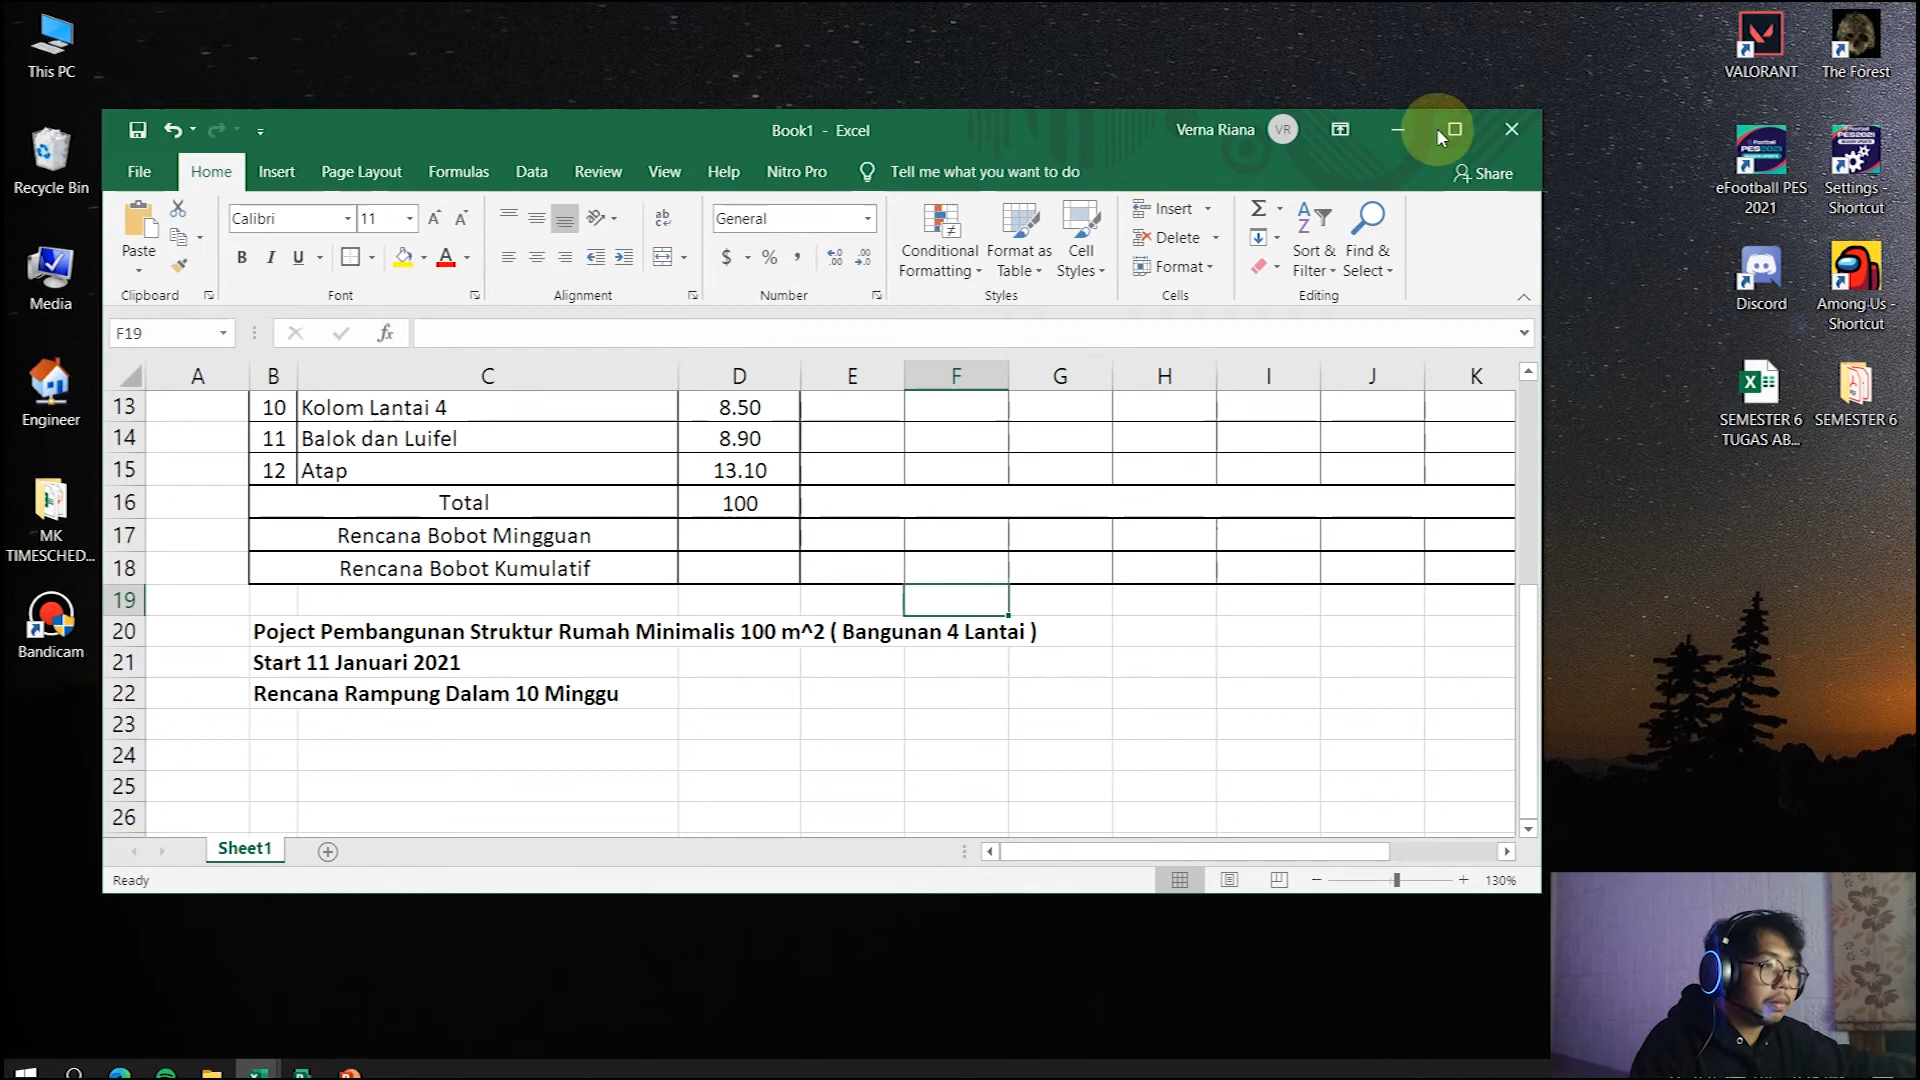 This PC
VALORANT
The Forest
Book1 - Excel
Verna Riana
VR
File
Home
Insert
Page Layout
Formulas
Data
Review
View
Help
Nitro Pro
Tell me what you want to do
Share
Recycle Bin
eFootball PES
2021
Settings -
Shortcut
Paste
Calibri
11
General
Conditional
Formatting
Format as
Table
Cell
Styles
Insert
Delete
Format
Sort &
Filter
Find &
Select
Clipboard
Font
Alignment
Number
Styles
Cells
Editing
Media
Discord
Among Us -
Shortcut
F19
fx
A B C D E F G H I J K
13 10 Kolom Lantai 4 8.50
14 11 Balok dan Luifel 8.90
15 12 Atap 13.10
16 Total 100
17 Rencana Bobot Mingguan
18 Rencana Bobot Kumulatif
19
20 Poject Pembangunan Struktur Rumah Minimalis 100 m^2 ( Bangunan 4 Lantai )
21 Start 11 Januari 2021
22 Rencana Rampung Dalam 10 Minggu
23
24
25
26
Engineer
SEMESTER 6
TUGAS AB...
SEMESTER 6
MK
TIMESCHED...
Bandicam
Sheet1
Ready
130%